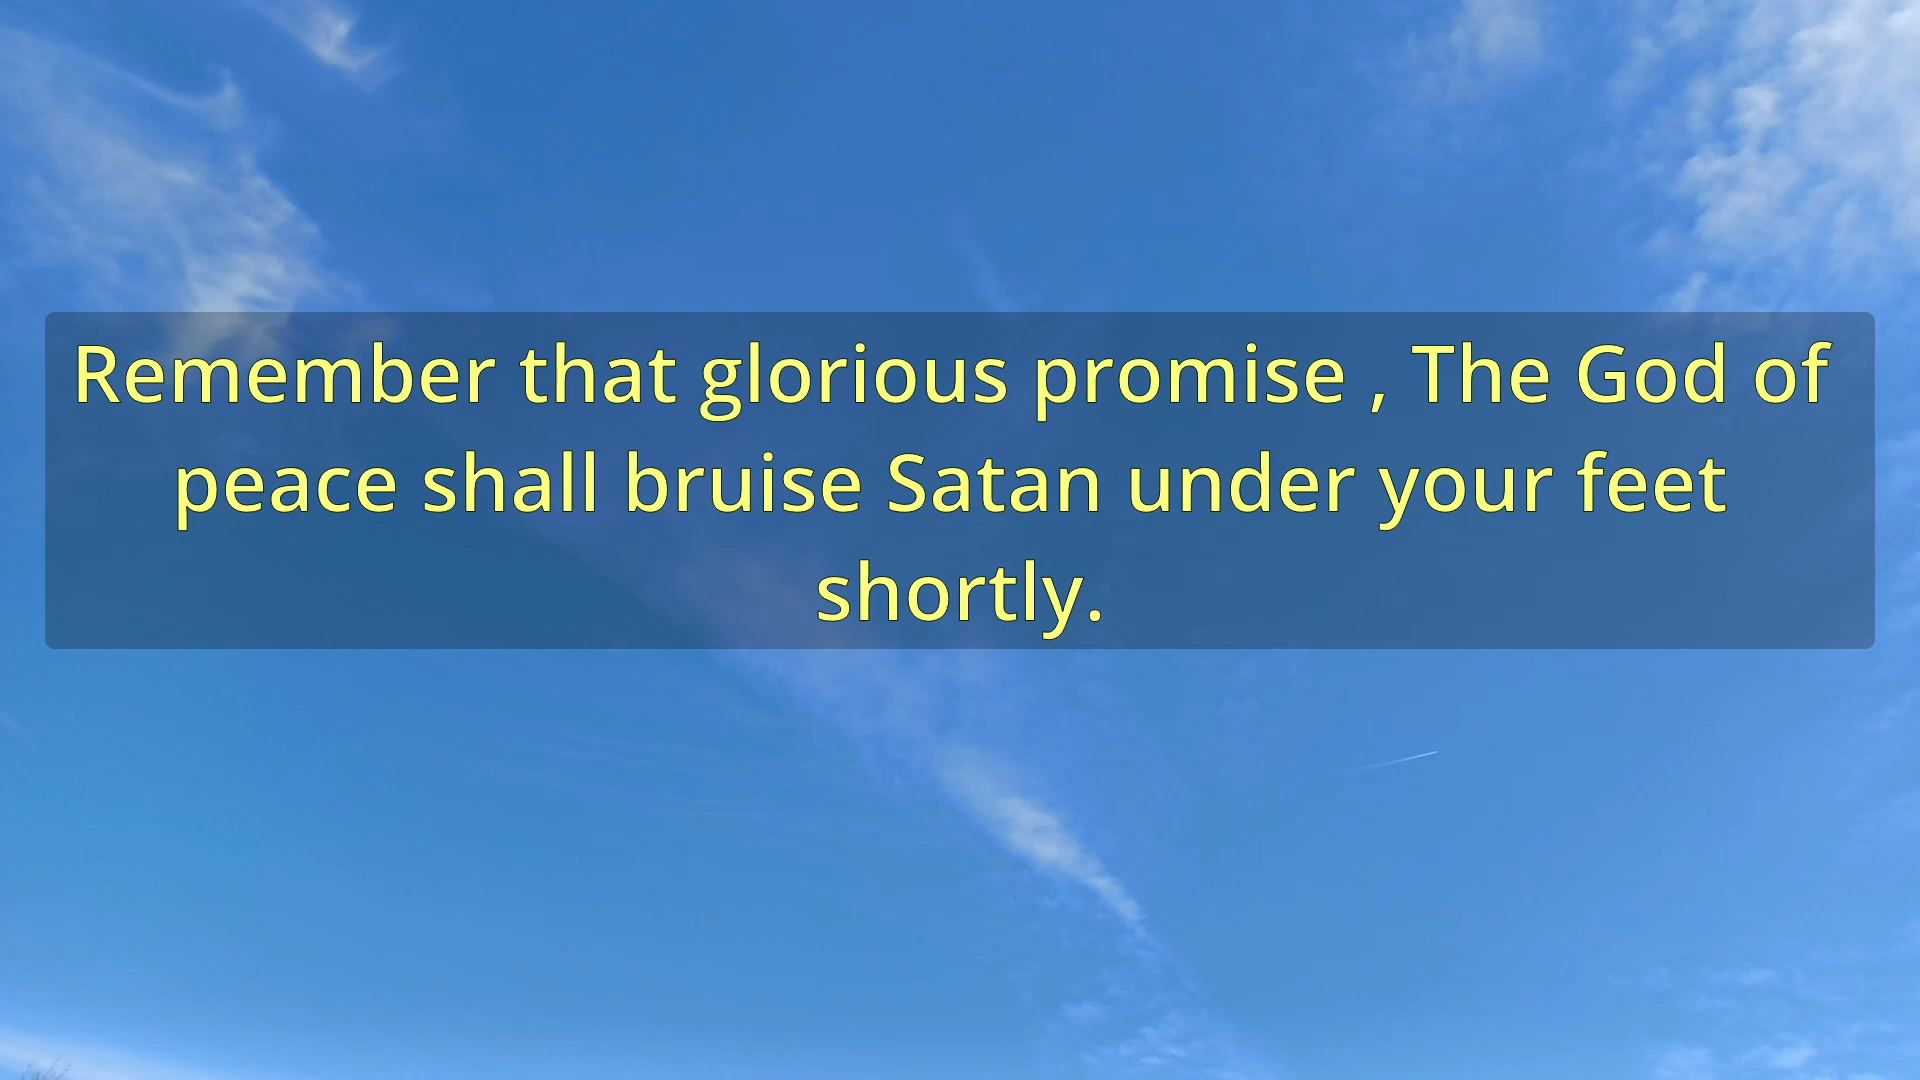 Remember that glorious promise , The God of
peace shall bruise Satan under your feet
shortly.